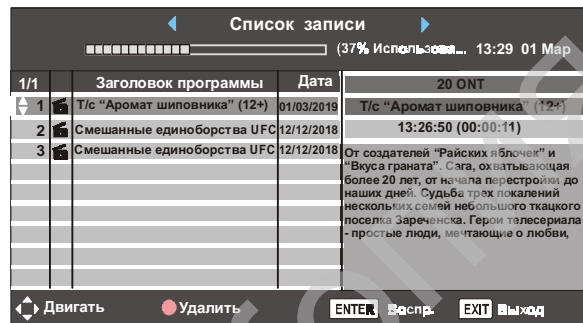 Список записи
(37% Использова... 13:29 01 Мар
1/1 Заголовок программы Дата
1 Т/с “Аромат шиповника” (12+) 01/03/2019
2 Смешанные единоборства UFC 12/12/2018
3 Смешанные единоборства UFC 12/12/2018
20 ONT
Т/с “Аромат шиповника” (12+)
13:26:50 (00:00:11)
От создателей “Райских яблочек” и
“Вкуса граната”. Сага, охватывающая
более 20 лет, от начала перестройки до
наших дней. Судьба трех покалений
нескольких семей небольшого ткацкого
поселка Зареченска. Герои телесериала
- простые люди, мечтающие о любви,
Двигать Удалить ENTER Воспр. EXIT Выход